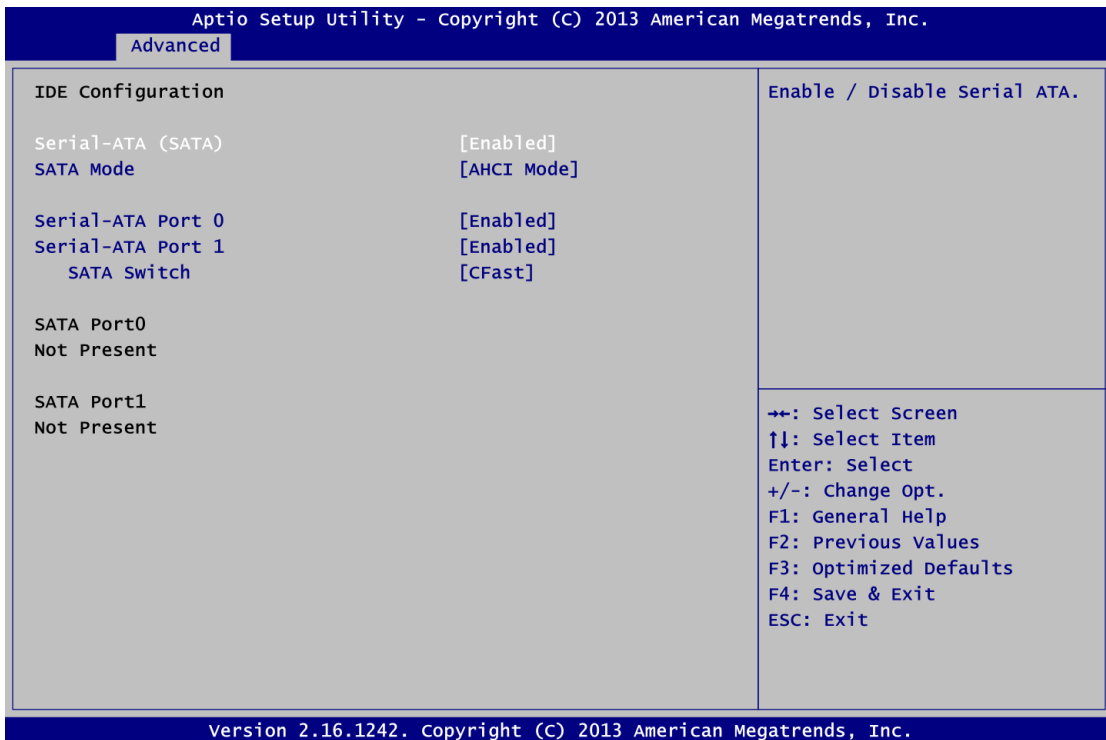 Aptio Setup Utility - Copyright (C) 2013 American Megatrends, Inc.
Advanced
IDE Configuration
Serial-ATA (SATA) [Enabled]
SATA Mode [AHCI Mode]
Serial-ATA Port 0 [Enabled]
Serial-ATA Port 1 [Enabled]
SATA Switch [CFast]
SATA Port0
Not Present
SATA Port1
Not Present
Enable / Disable Serial ATA.
→←: Select Screen
↑↓: Select Item
Enter: Select
+/-: Change Opt.
F1: General Help
F2: Previous Values
F3: Optimized Defaults
F4: Save & Exit
ESC: Exit
Version 2.16.1242. Copyright (C) 2013 American Megatrends, Inc.